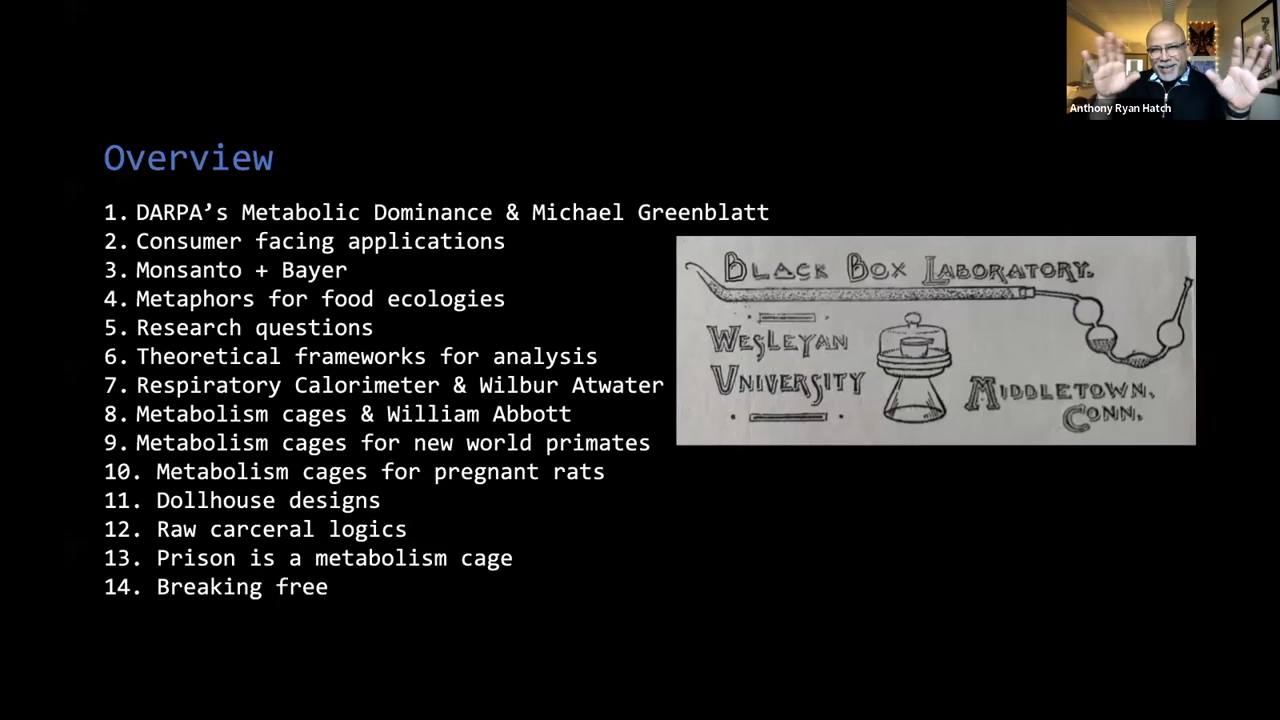 Anthony Ryan Hatch
Overview
1. DARPA’s Metabolic Dominance & Michael Greenblatt
2. Consumer facing applications
3. Monsanto + Bayer
4. Metaphors for food ecologies
5. Research questions
6. Theoretical frameworks for analysis
7. Respiratory Calorimeter & Wilbur Atwater
8. Metabolism cages & William Abbott
9. Metabolism cages for new world primates
10. Metabolism cages for pregnant rats
11. Dollhouse designs
12. Raw carceral logics
13. Prison is a metabolism cage
14. Breaking free
BLACK BOX LABORATORY.
WESLEYAN
UNIVERSITY
MIDDLETOWN,
CONN.